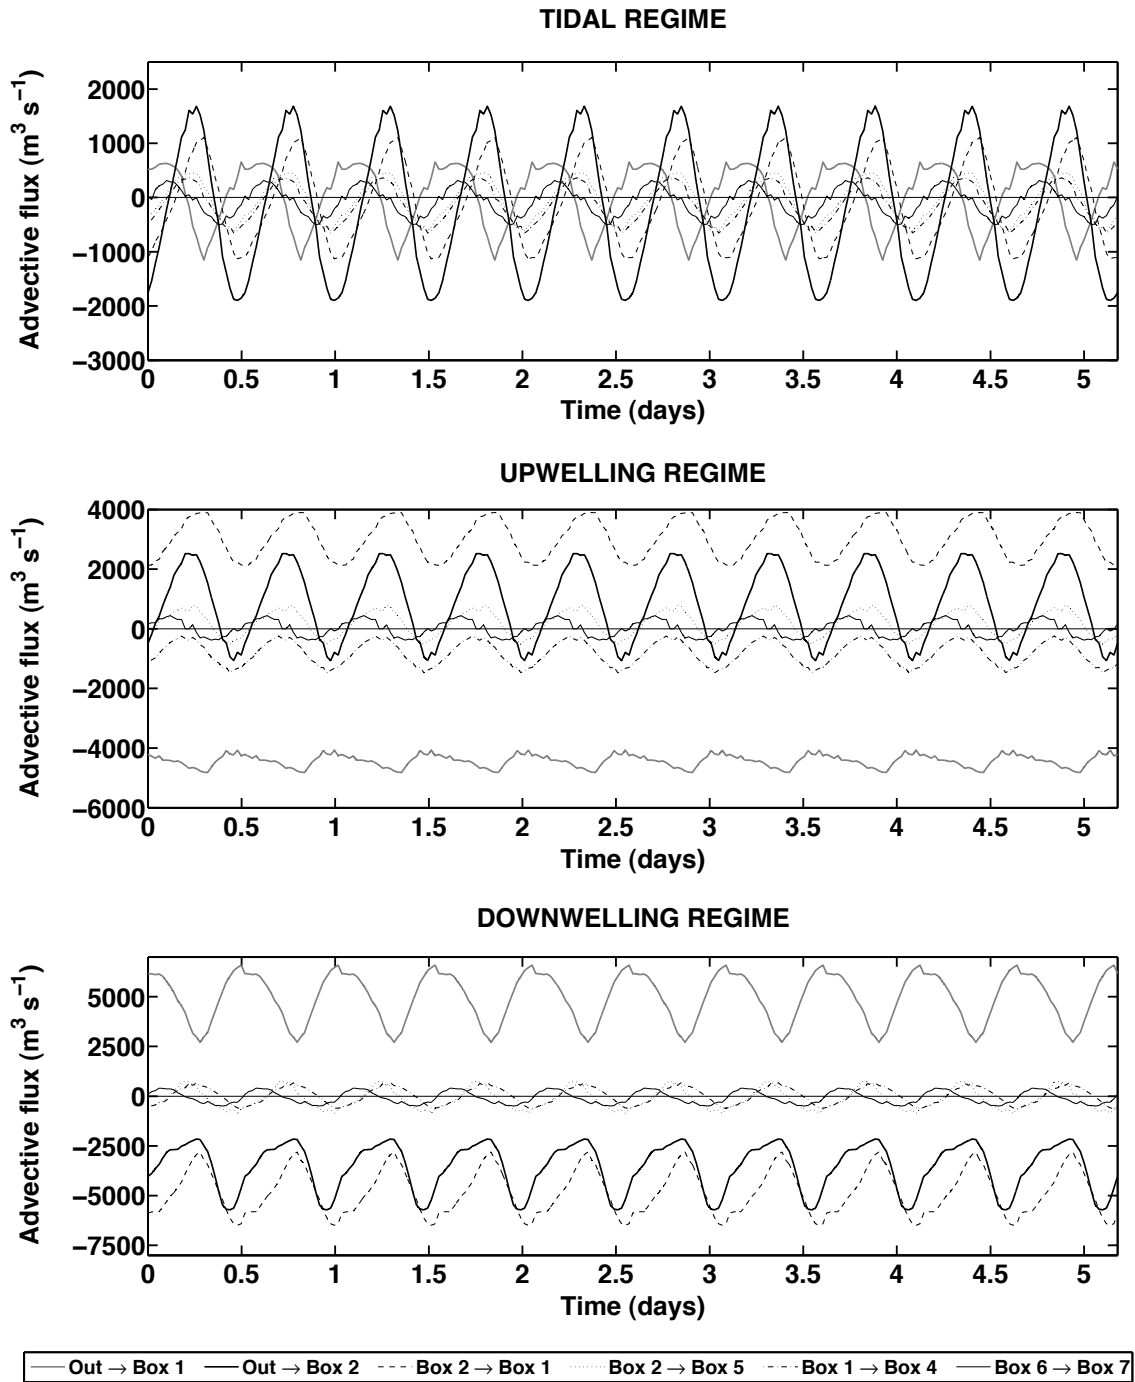 TIDAL REGIME
Advective flux (m³ s⁻¹)
2000
1000
0
−1000
−2000
−3000
0 0.5 1 1.5 2 2.5 3 3.5 4 4.5 5
Time (days)
UPWELLING REGIME
Advective flux (m³ s⁻¹)
4000
2000
0
−2000
−4000
−6000
0 0.5 1 1.5 2 2.5 3 3.5 4 4.5 5
Time (days)
DOWNWELLING REGIME
Advective flux (m³ s⁻¹)
5000
2500
0
−2500
−5000
−7500
0 0.5 1 1.5 2 2.5 3 3.5 4 4.5 5
Time (days)
Out → Box 1 Out → Box 2 Box 2 → Box 1 Box 2 → Box 5 Box 1 → Box 4 Box 6 → Box 7